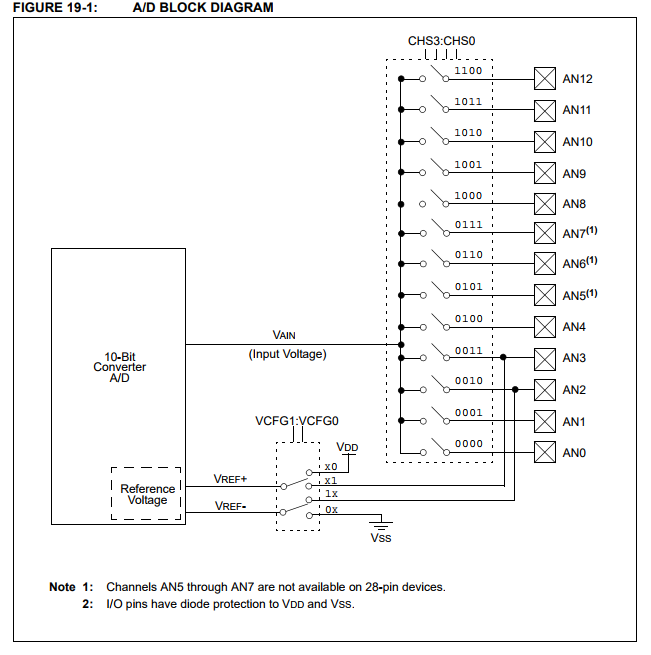 FIGURE 19-1: A/D BLOCK DIAGRAM
CHS3:CHS0
1100 AN12
1011 AN11
1010 AN10
1001 AN9
1000 AN8
0111 AN7(1)
0110 AN6(1)
0101 AN5(1)
0100 AN4
0011 AN3
0010 AN2
0001 AN1
0000 AN0
VAIN
(Input Voltage)
10-Bit
Converter
A/D
VCFG1:VCFG0
VDD
x0
x1
1x
0x
VREF+
VREF-
Reference
Voltage
VSS
Note 1: Channels AN5 through AN7 are not available on 28-pin devices.
2: I/O pins have diode protection to VDD and VSS.